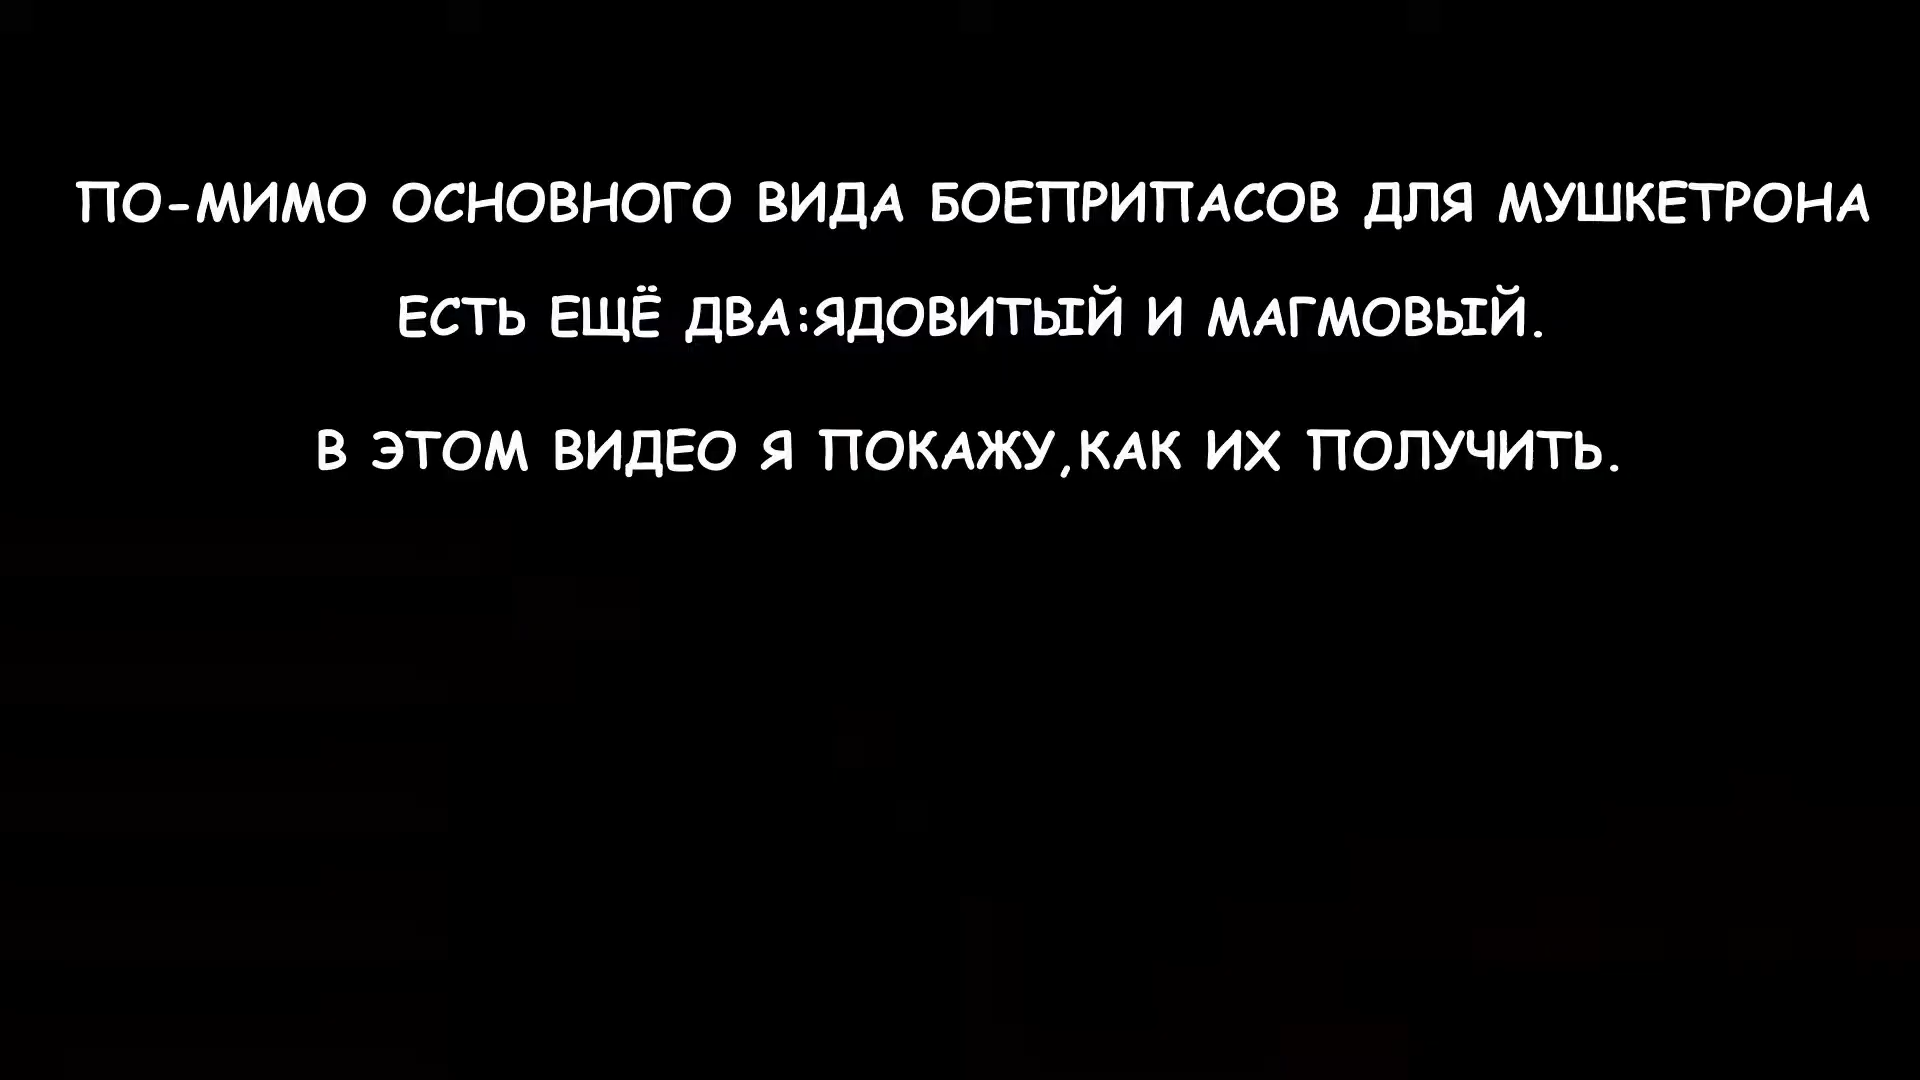 ПО-МИМО ОСНОВНОГО ВИДА БОЕПРИПАСОВ ДЛЯ МУШКЕТРОНА
ЕСТЬ ЕЩЁ ДВА:ЯДОВИТЫЙ И МАГМОВЫЙ.
В ЭТОМ ВИДЕО Я ПОКАЖУ,КАК ИХ ПОЛУЧИТЬ.